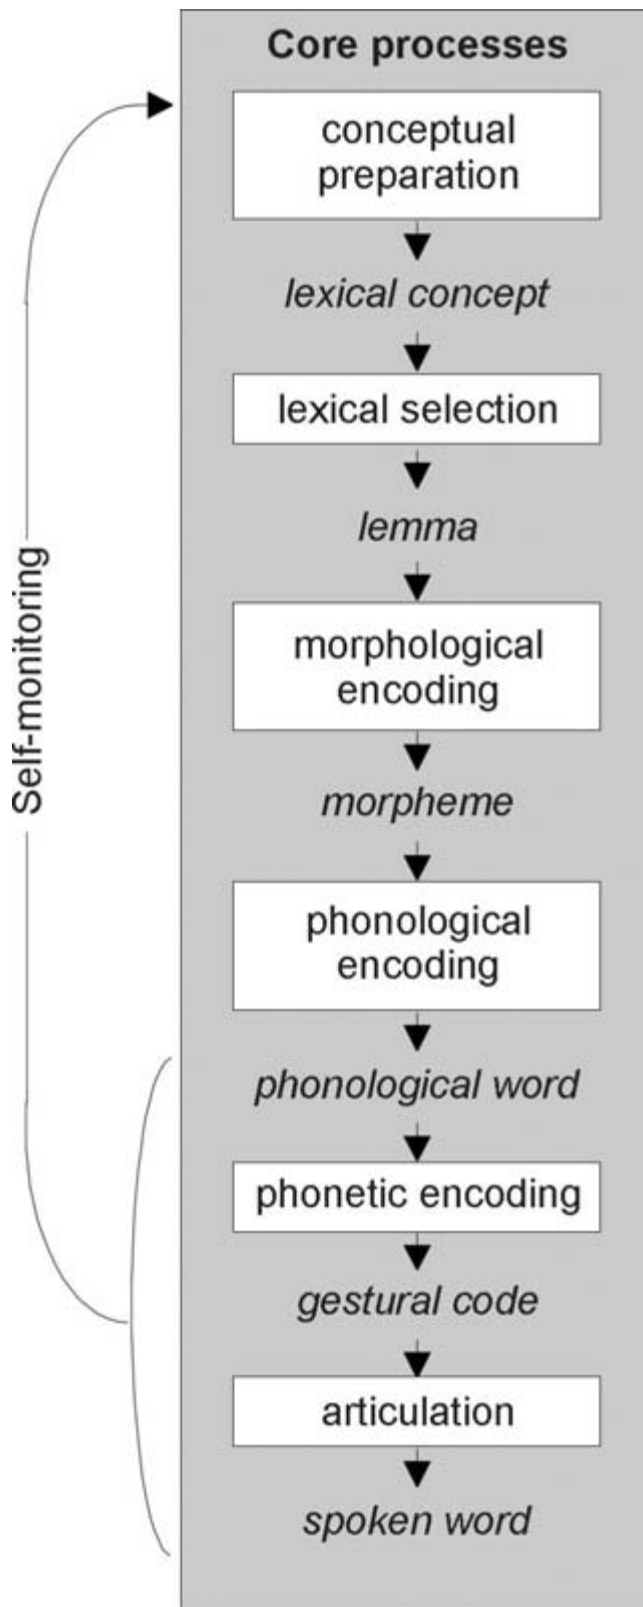 Core processes
conceptual
preparation
lexical concept
lexical selection
lemma
morphological
encoding
morpheme
phonological
encoding
phonological word
phonetic encoding
gestural code
articulation
spoken word
Self-monitoring